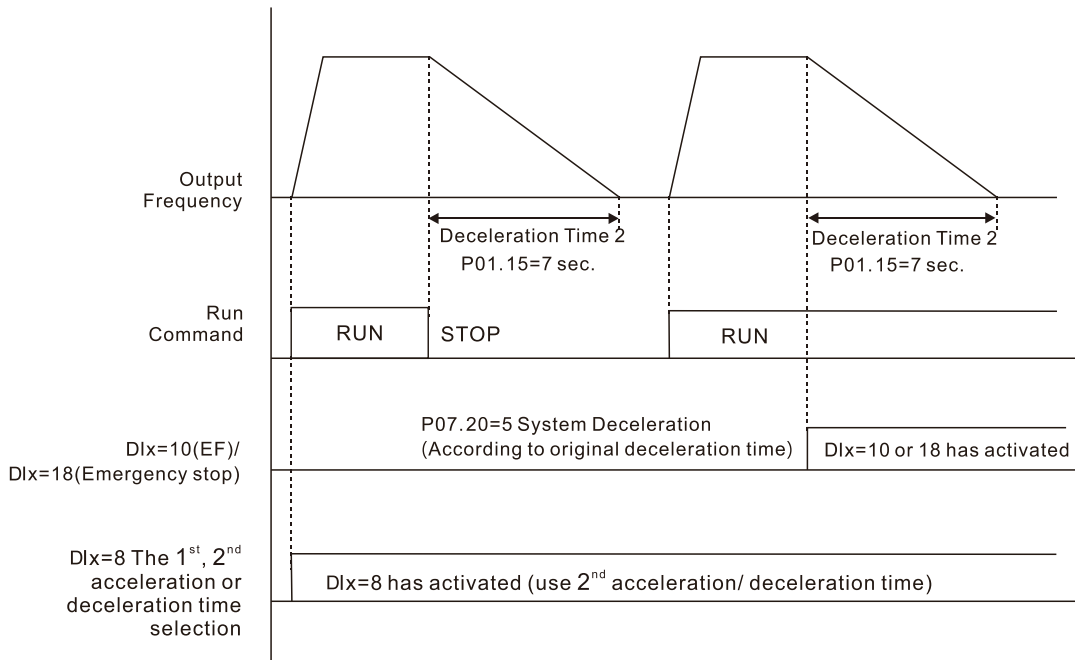 Output
Frequency
Deceleration Time 2
P01.15=7 sec.
Deceleration Time 2
P01.15=7 sec.
Run
Command
RUN
STOP
RUN
DIx=10(EF)/
DIx=18(Emergency stop)
P07.20=5 System Deceleration
(According to original deceleration time)
DIx=10 or 18 has activated
DIx=8 The 1st, 2nd
acceleration or
deceleration time
selection
DIx=8 has activated (use 2nd acceleration/ deceleration time)